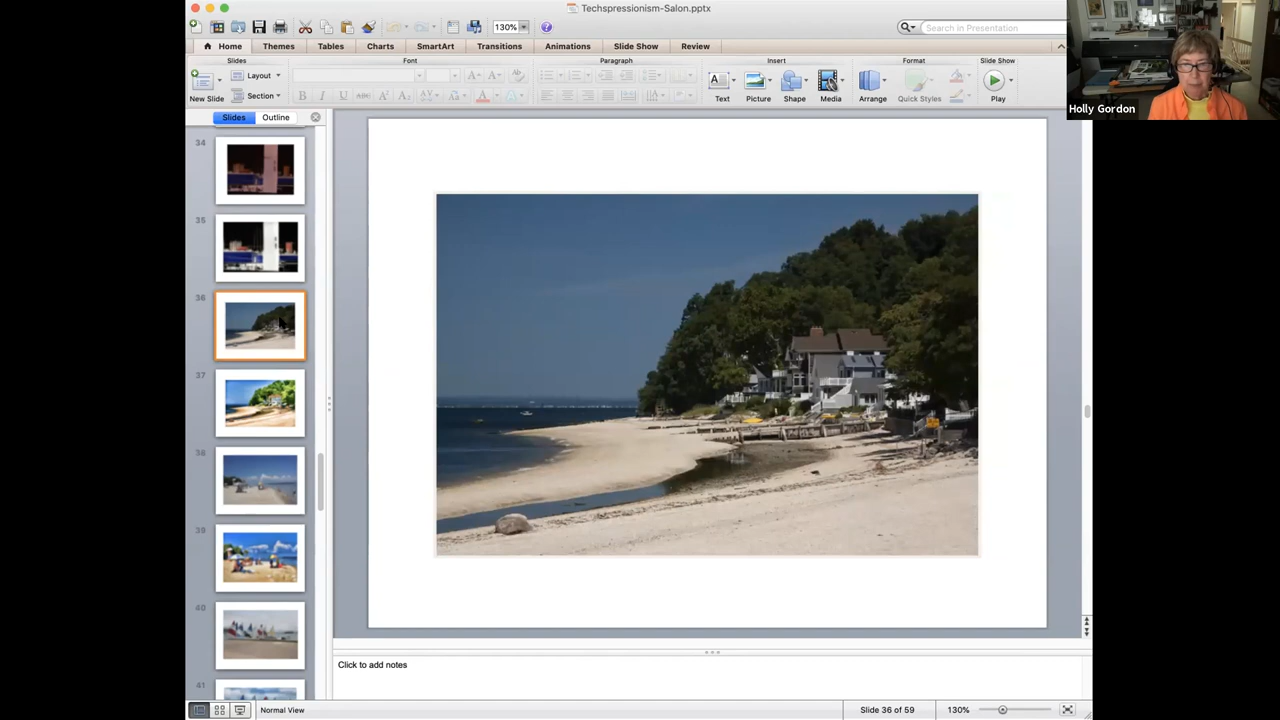 Techspressionism-Salon.pptx
130%
Search in Presentation
Home Themes Tables Charts SmartArt Transitions Animations Slide Show Review
Slides Font Paragraph Insert Format Slide Show
New Slide
Layout
Section
B I U
Text Picture Shape Media Arrange Quick Styles Play
Slides Outline
34
35
36
37
38
39
40
41
Click to add notes
Normal View
Slide 36 of 59
130%
Holly Gordon